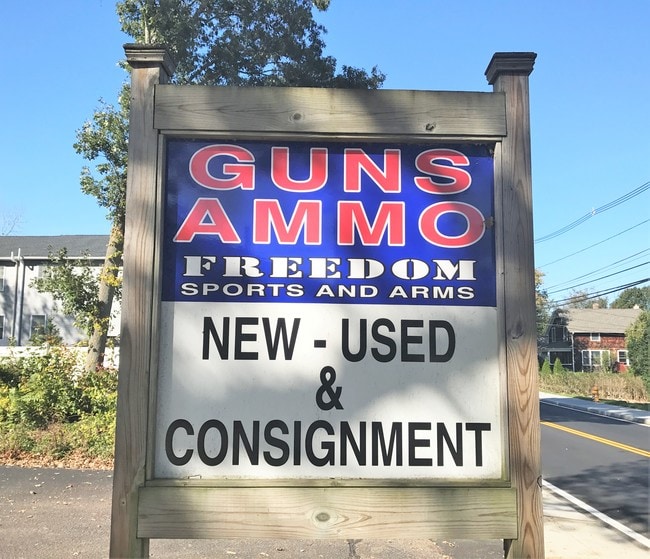 GUNS
AMMO
FREEDOM
SPORTS AND ARMS
NEW - USED
&
CONSIGNMENT